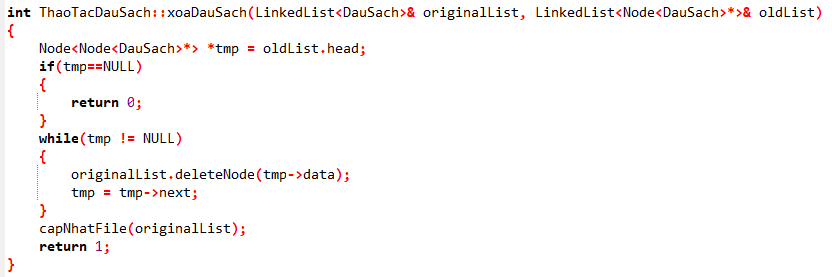 int ThaoTacDauSach::xoaDauSach(LinkedList<DauSach>& originalList, LinkedList<Node<DauSach>*>& oldList)
{
    Node<Node<DauSach>*> *tmp = oldList.head;
    if(tmp==NULL)
    {
        return 0;
    }
    while(tmp != NULL)
    {
        originalList.deleteNode(tmp->data);
        tmp = tmp->next;
    }
    capNhatFile(originalList);
    return 1;
}